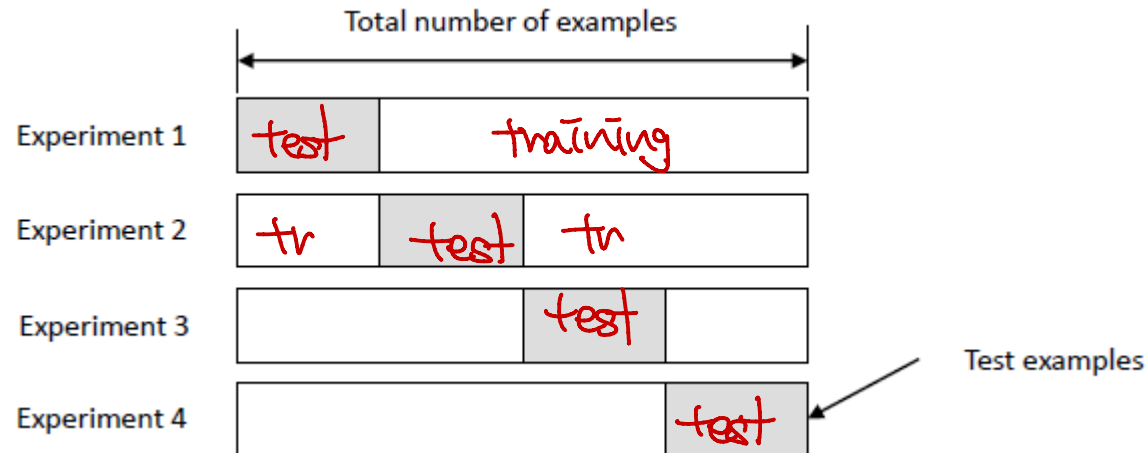 Total number of examples
Experiment 1 test training
Experiment 2 tr test tr
Experiment 3 test
Test examples
Experiment 4 test